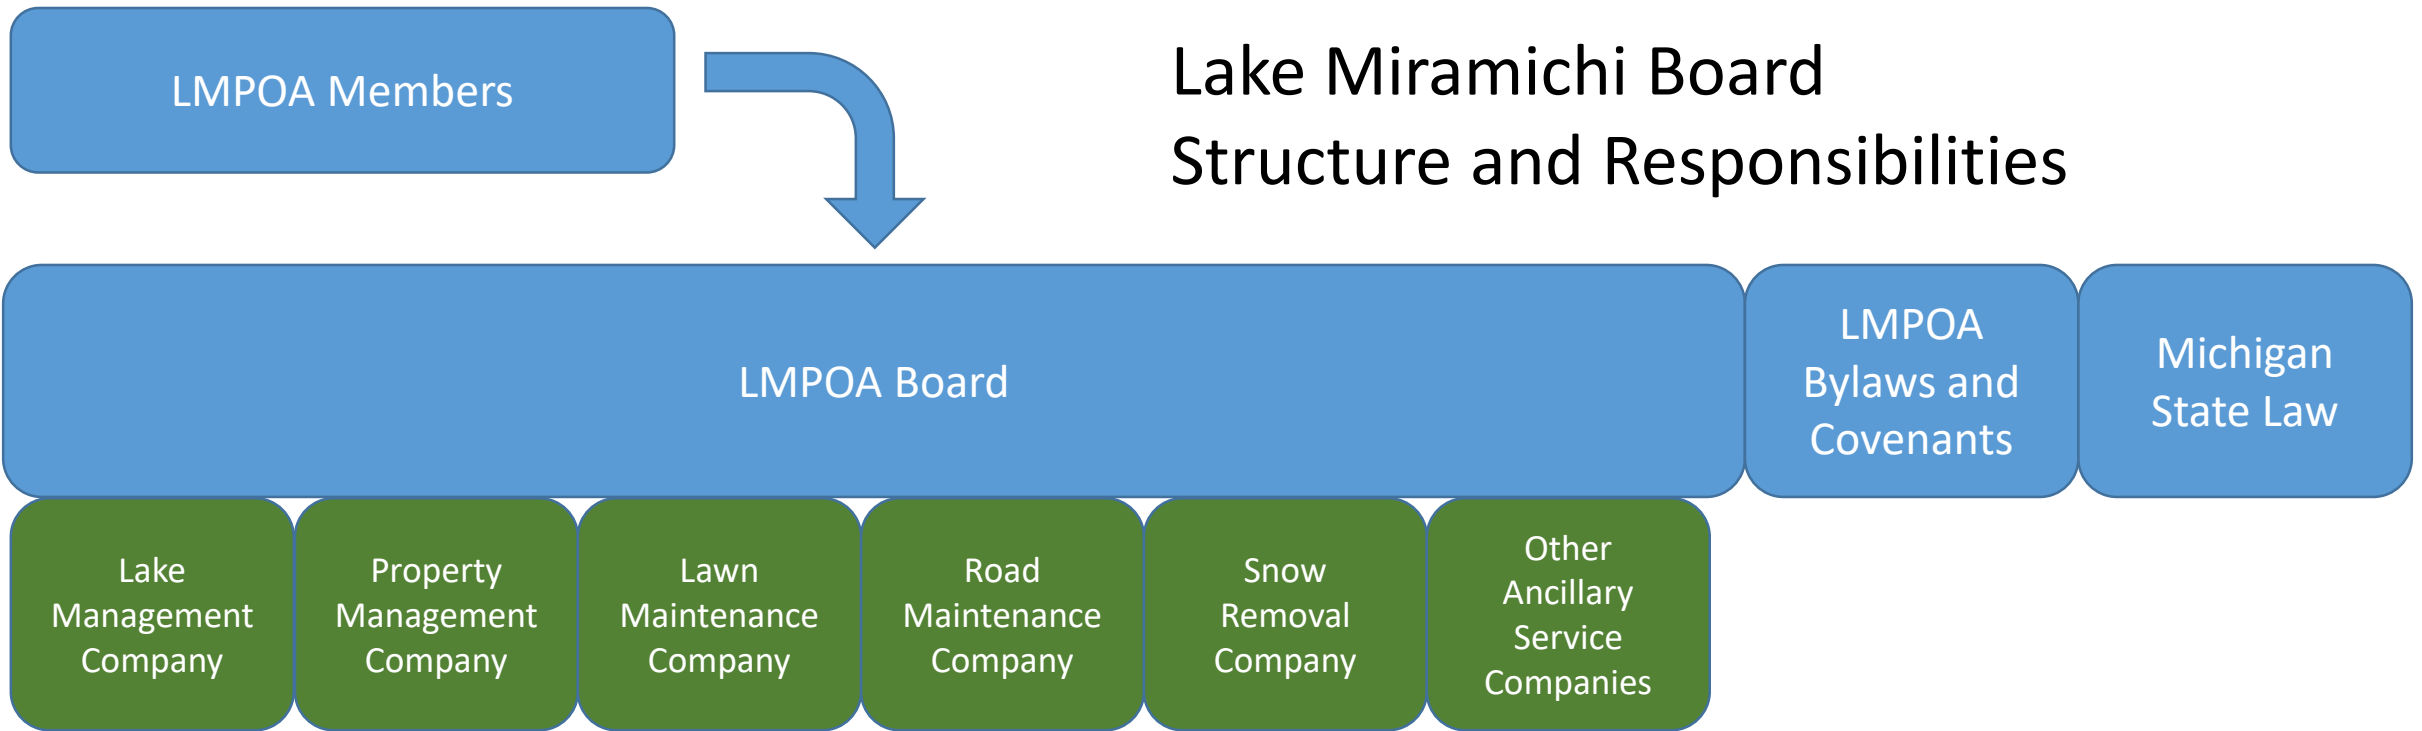 LMPOA Members
Lake Miramichi Board
Structure and Responsibilities
LMPOA Board
LMPOA
Bylaws and
Covenants
Michigan
State Law
Lake
Management
Company
Property
Management
Company
Lawn
Maintenance
Company
Road
Maintenance
Company
Snow
Removal
Company
Other
Ancillary
Service
Companies